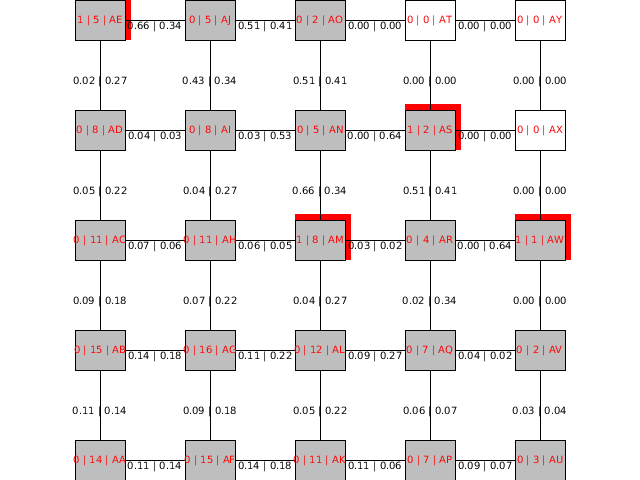 1 | 5 | AE 0.66 | 0.34 0 | 5 | AJ 0.51 | 0.41 0 | 2 | AO 0.00 | 0.00 0 | 0 | AT 0.00 | 0.00 0 | 0 | AY
0.02 | 0.27 0.43 | 0.34 0.51 | 0.41 0.00 | 0.00 0.00 | 0.00
0 | 8 | AD 0.04 | 0.03 0 | 8 | AI 0.03 | 0.53 0 | 5 | AN 0.00 | 0.64 1 | 2 | AS 0.00 | 0.00 0 | 0 | AX
0.05 | 0.22 0.04 | 0.27 0.66 | 0.34 0.51 | 0.41 0.00 | 0.00
0 | 11 | AC 0.07 | 0.06 0 | 11 | AH 0.06 | 0.05 1 | 8 | AM 0.03 | 0.02 0 | 4 | AR 0.00 | 0.64 1 | 1 | AW
0.09 | 0.18 0.07 | 0.22 0.04 | 0.27 0.02 | 0.34 0.00 | 0.00
0 | 15 | AB 0.14 | 0.18 0 | 16 | AG 0.11 | 0.22 0 | 12 | AL 0.09 | 0.27 0 | 7 | AQ 0.04 | 0.02 0 | 2 | AV
0.11 | 0.14 0.09 | 0.18 0.05 | 0.22 0.06 | 0.07 0.03 | 0.04
0 | 14 | AA 0.11 | 0.14 0 | 15 | AF 0.14 | 0.18 0 | 11 | AK 0.11 | 0.06 0 | 7 | AP 0.09 | 0.07 0 | 3 | AU